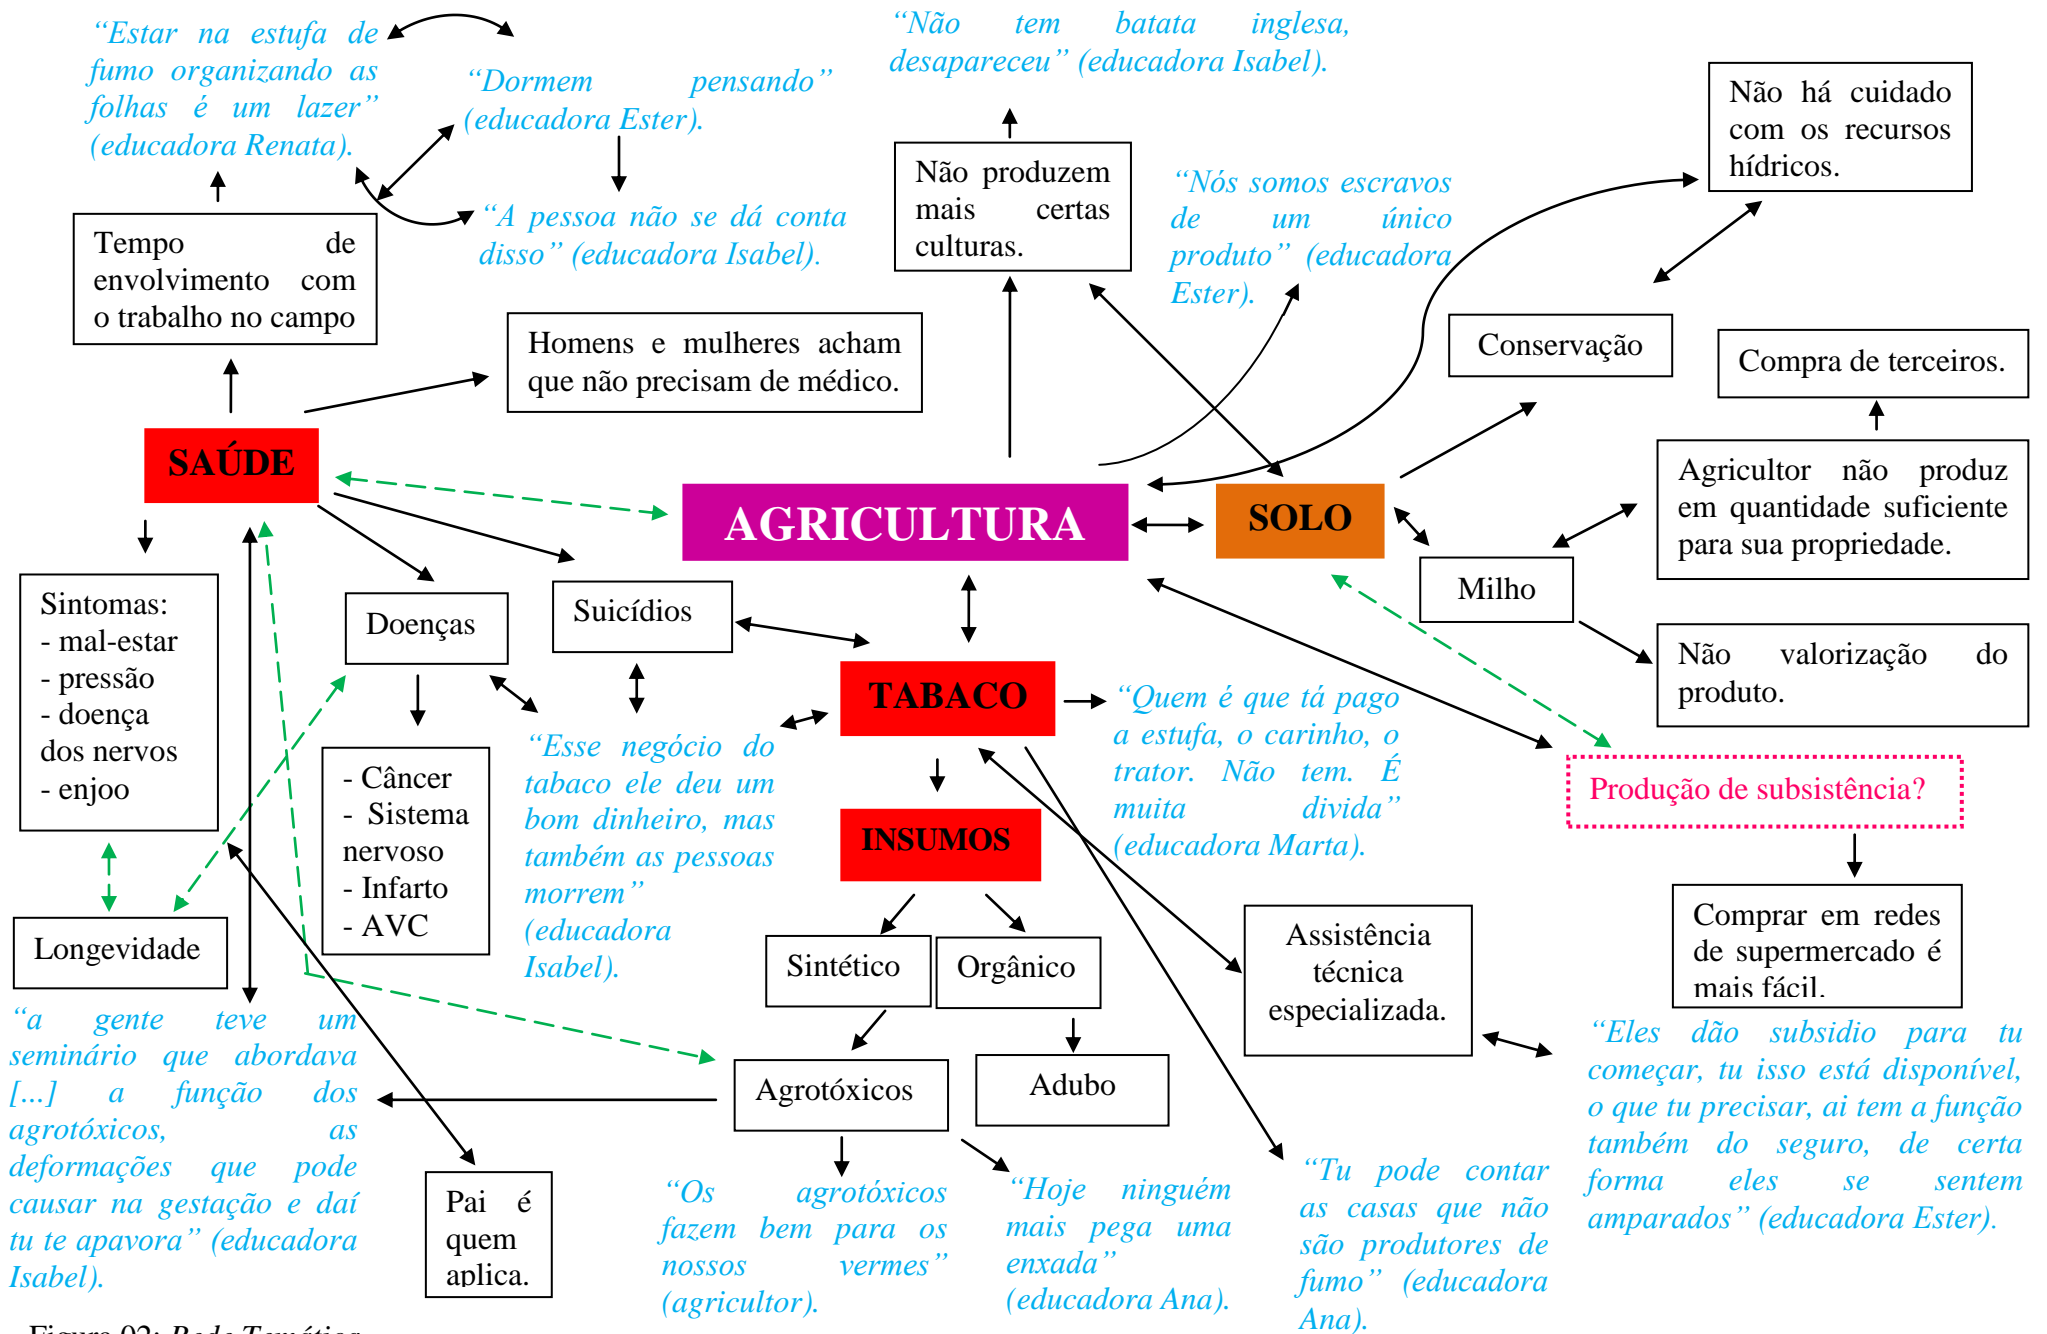 “Estar na estufa de
fumo organizando as
folhas é um lazer”
(educadora Renata).
“Dormem pensando”
(educadora Ester).
“A pessoa não se dá conta
disso” (educadora Isabel).
“Não tem batata inglesa,
desapareceu” (educadora Isabel).
Não produzem
mais certas
culturas.
“Nós somos escravos
de um único
produto” (educadora
Ester).
Não há cuidado
com os recursos
hídricos.
Tempo de
envolvimento com
o trabalho no campo
Homens e mulheres acham
que não precisam de médico.
Conservação
Compra de terceiros.
SAÚDE
AGRICULTURA
SOLO
Agricultor não produz
em quantidade suficiente
para sua propriedade.
Milho
Não valorização do
produto.
Sintomas:
- mal-estar
- pressão
- doença
dos nervos
- enjoo
Doenças
Suicídios
TABACO
“Quem é que tá pago
a estufa, o carinho, o
trator. Não tem. É
muita divida”
(educadora Marta).
Produção de subsistência?
- Câncer
- Sistema
nervoso
- Infarto
- AVC
“Esse negócio do
tabaco ele deu um
bom dinheiro, mas
também as pessoas
morrem”
(educadora
Isabel).
INSUMOS
Longevidade
Sintético
Orgânico
Assistência
técnica
especializada.
Comprar em redes
de supermercado é
mais fácil.
“a gente teve um
seminário que abordava
[...] a função dos
agrotóxicos, as
deformações que pode
causar na gestação e daí
tu te apavora” (educadora
Isabel).
Agrotóxicos
Adubo
“Eles dão subsidio para tu
começar, tu isso está disponível,
o que tu precisar, ai tem a função
também do seguro, de certa
forma eles se sentem
amparados” (educadora Ester).
Pai é
quem
aplica.
“Os agrotóxicos
fazem bem para os
nossos vermes”
(agricultor).
“Hoje ninguém
mais pega uma
enxada”
(educadora Ana).
“Tu pode contar
as casas que não
são produtores de
fumo” (educadora
Ana).
Figura 02: Rede Temática